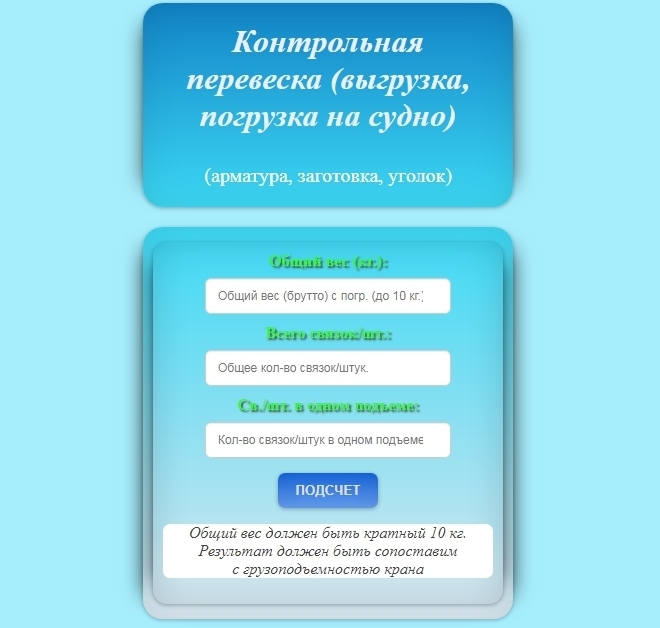 Контрольная
перевеска (выгрузка,
погрузка на судно)
(арматура, заготовка, уголок)
Общий вес (кг.):
Общий вес (брутто) с погр. (до 10 кг.)
Всего связок/шт.:
Общее кол-во связок/штук.
Св./шт. в одном подъеме:
Кол-во связок/штук в одном подъеме
ПОДСЧЕТ
Общий вес должен быть кратный 10 кг.
Результат должен быть сопоставим
с грузоподъемностью крана